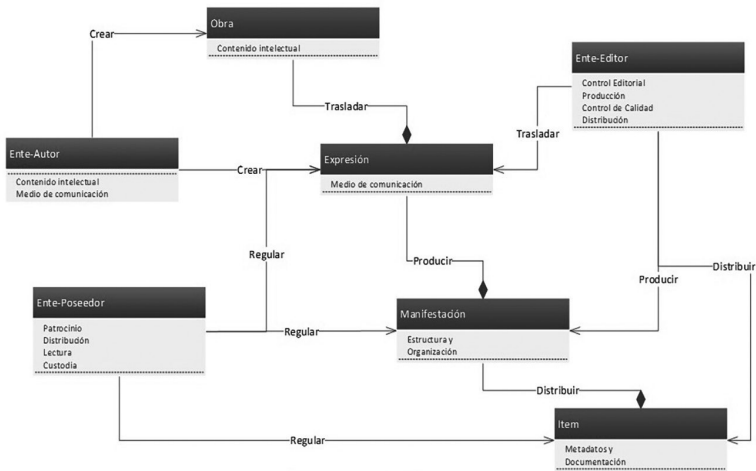 Obra
Contenido intelectual
Crear
Ente-Editor
Control Editorial
Producción
Control de Calidad
Distribución
Trasladar
Trasladar
Ente-Autor
Contenido intelectual
Medio de comunicación
Crear
Expresión
Medio de comunicación
Regular
Producir
Producir
Distribuir
Ente-Poseedor
Patrocinio
Distribución
Lectura
Custodia
Regular
Manifestación
Estructura y
Organización
Distribuir
Regular
Item
Metadatos y
Documentación